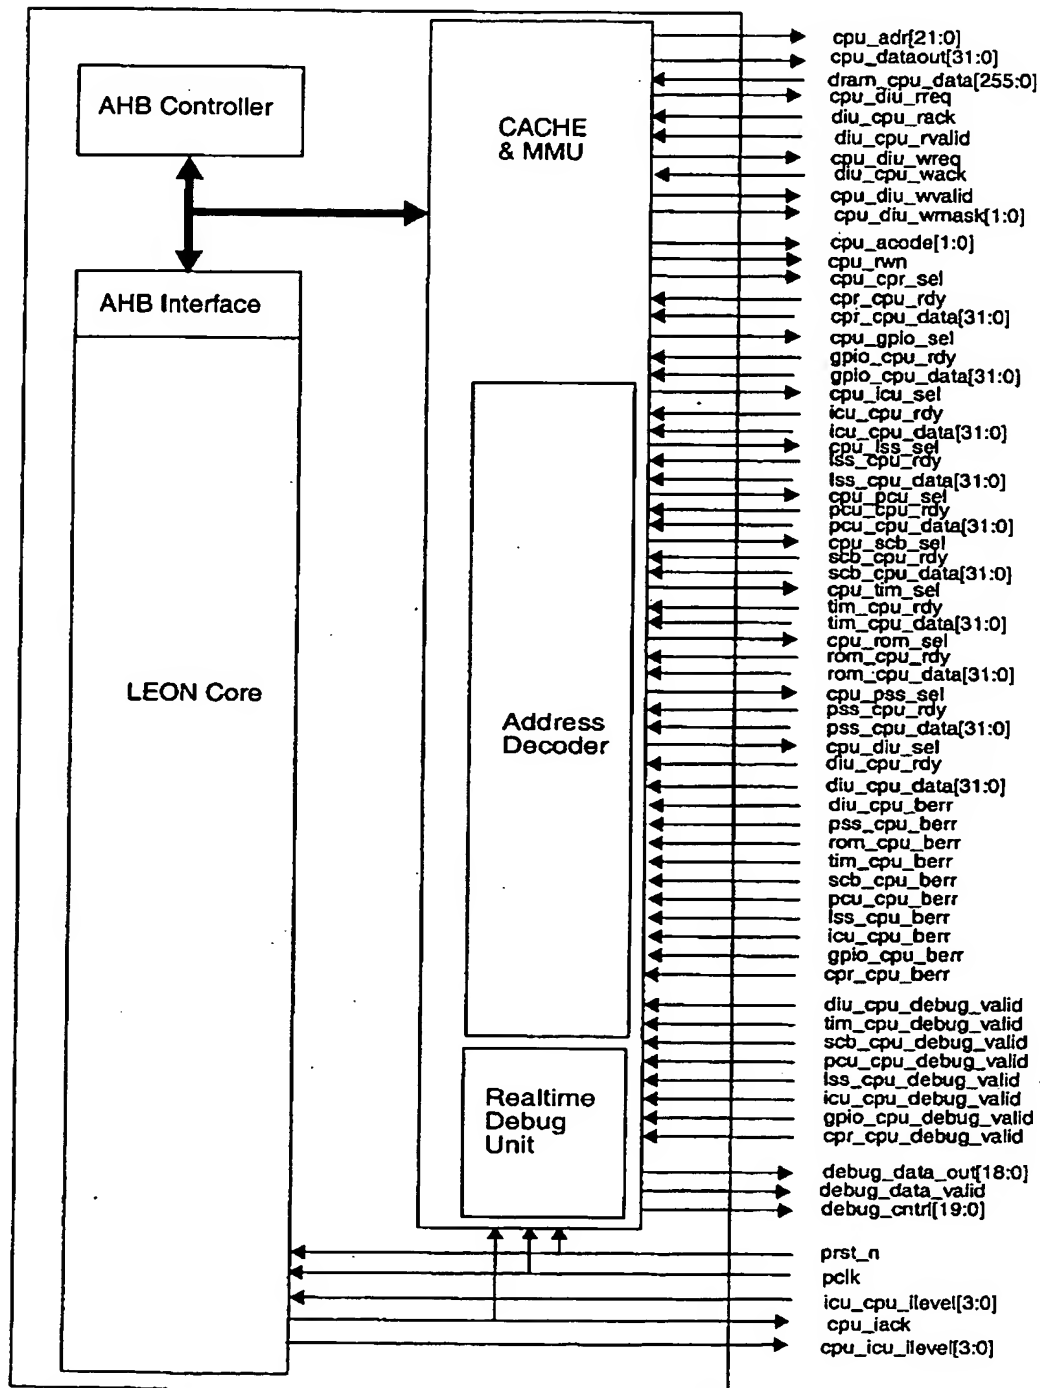 AHB Controller
AHB Interface
LEON Core
CACHE
& MMU
Address
Decoder
Realtime
Debug
Unit
cpu_adr[21:0]
cpu_dataout[31:0]
dram_cpu_data[255:0]
cpu_diu_rreq
diu_cpu_rack
diu_cpu_rvalid
cpu_diu_wreq
diu_cpu_wack
cpu_diu_wvalid
cpu_diu_wmask[1:0]
cpu_acode[1:0]
cpu_rwn
cpu_cpr_sel
cpr_cpu_rdy
cpr_cpu_data[31:0]
cpu_gpio_sel
gpio_cpu_rdy
gpio_cpu_data[31:0]
cpu_icu_sel
icu_cpu_rdy
icu_cpu_data[31:0]
cpu_lss_sel
lss_cpu_rdy
lss_cpu_data[31:0]
cpu_pcu_sel
pcu_cpu_rdy
pcu_cpu_data[31:0]
cpu_scb_sel
scb_cpu_rdy
scb_cpu_data[31:0]
cpu_tim_sel
tim_cpu_rdy
tim_cpu_data[31:0]
cpu_rom_sel
rom_cpu_rdy
rom_cpu_data[31:0]
cpu_pss_sel
pss_cpu_rdy
pss_cpu_data[31:0]
cpu_diu_sel
diu_cpu_rdy
diu_cpu_data[31:0]
diu_cpu_berr
pss_cpu_berr
rom_cpu_berr
tim_cpu_berr
scb_cpu_berr
pcu_cpu_berr
lss_cpu_berr
icu_cpu_berr
gpio_cpu_berr
cpr_cpu_berr
diu_cpu_debug_valid
tim_cpu_debug_valid
scb_cpu_debug_valid
pcu_cpu_debug_valid
lss_cpu_debug_valid
icu_cpu_debug_valid
gpio_cpu_debug_valid
cpr_cpu_debug_valid
debug_data_out[18:0]
debug_data_valid
debug_cntrl[19:0]
prst_n
pclk
icu_cpu_ilevel[3:0]
cpu_iack
cpu_icu_ilevel[3:0]